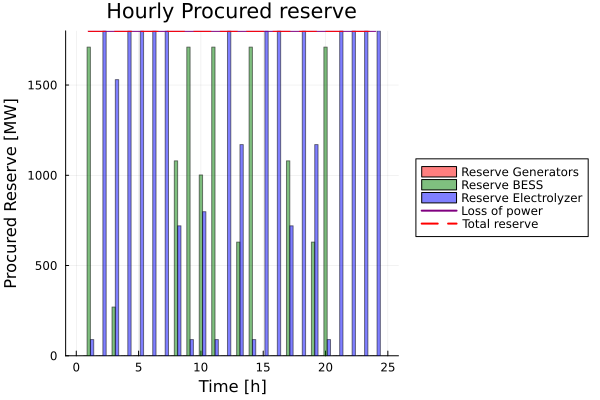 Hourly Procured reserve
Procured Reserve [MW]
1500
1000
500
0
0 5 10 15 20 25
Time [h]
Reserve Generators
Reserve BESS
Reserve Electrolyzer
Loss of power
Total reserve